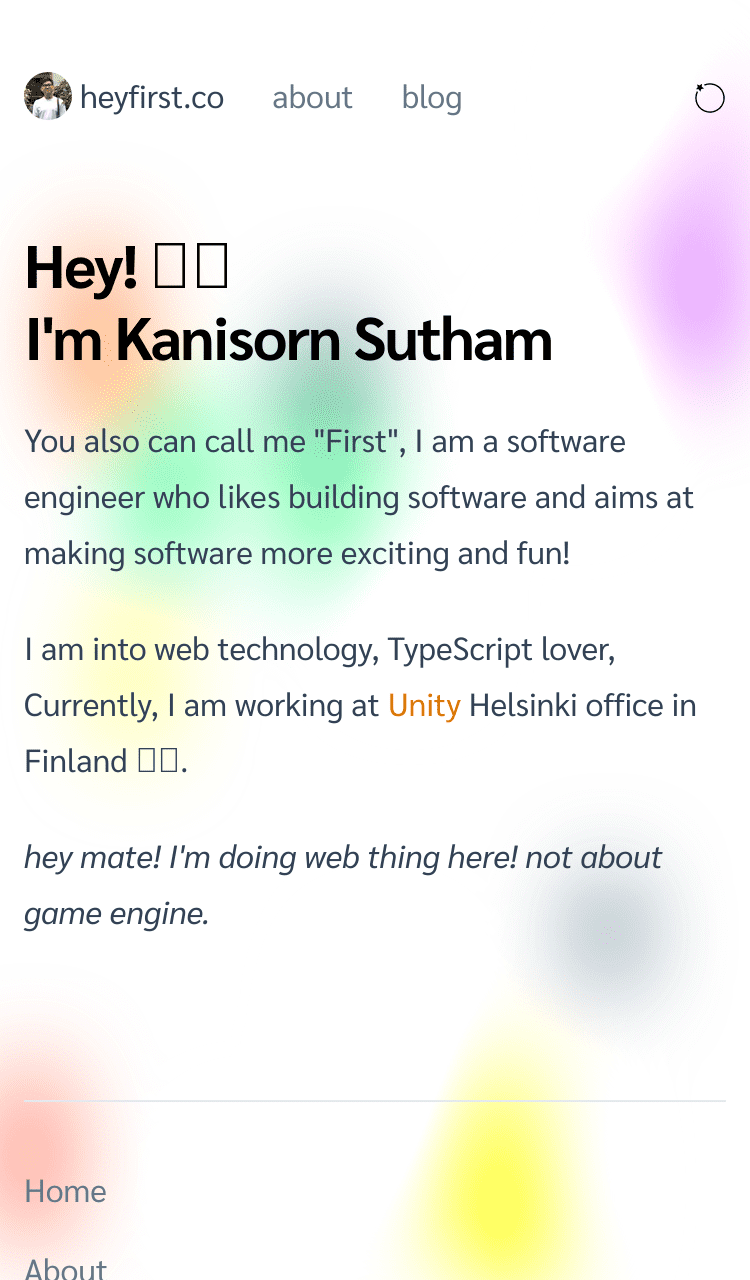 heyfirst.co about blog
Hey!
I'm Kanisorn Sutham
You also can call me "First", I am a software
engineer who likes building software and aims at
making software more exciting and fun!
I am into web technology, TypeScript lover,
Currently, I am working at Unity Helsinki office in
Finland .
hey mate! I'm doing web thing here! not about
game engine.
Home
About